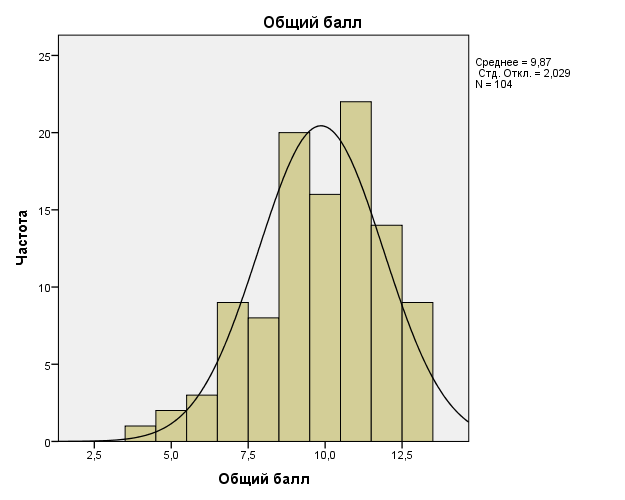 Общий балл
25
20
15
10
5
0
Частота
2,5 5,0 7,5 10,0 12,5
Общий балл
Среднее = 9,87
Стд. Откл. = 2,029
N = 104